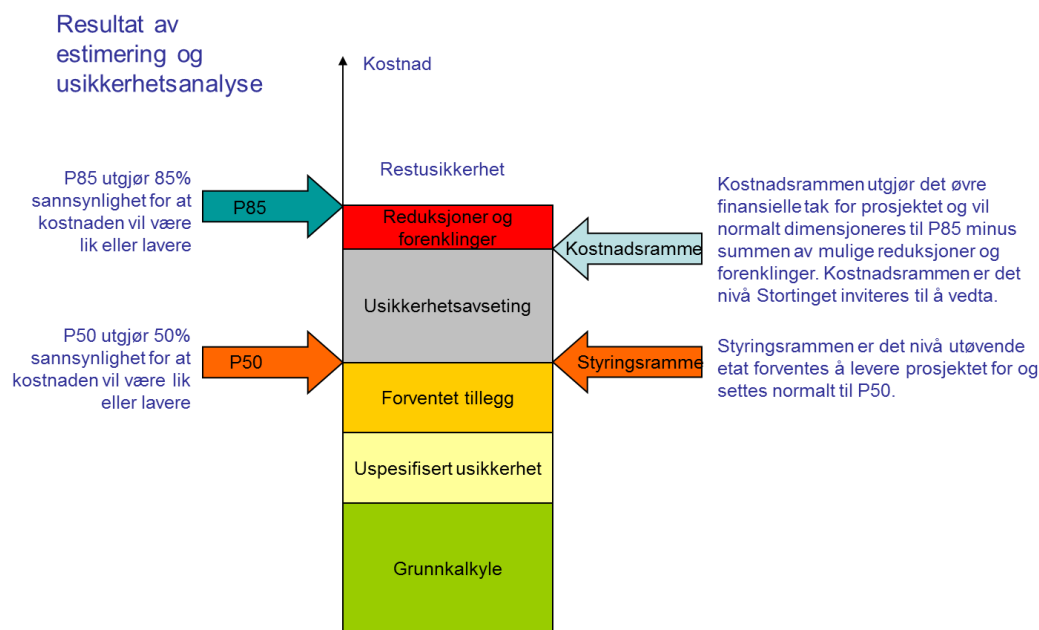 Resultat av
estimering og
usikkerhetsanalyse
Kostnad
Restusikkerhet
P85 utgjør 85%
sannsynlighet for at
kostnaden vil være
lik eller lavere
P85
Reduksjoner og
forenklinger
Kostnadsramme
Kostnadsrammen utgjør det øvre
finansielle tak for prosjektet og vil
normalt dimensjoneres til P85 minus
summen av mulige reduksjoner og
forenklinger. Kostnadsrammen er det
nivå Stortinget inviteres til å vedta.
Usikkerhetsavseting
P50 utgjør 50%
sannsynlighet for at
kostnaden vil være lik
eller lavere
P50
Styringsramme
Styringsrammen er det nivå utøvende
etat forventes å levere prosjektet for og
settes normalt til P50.
Forventet tillegg
Uspesifisert usikkerhet
Grunnkalkyle